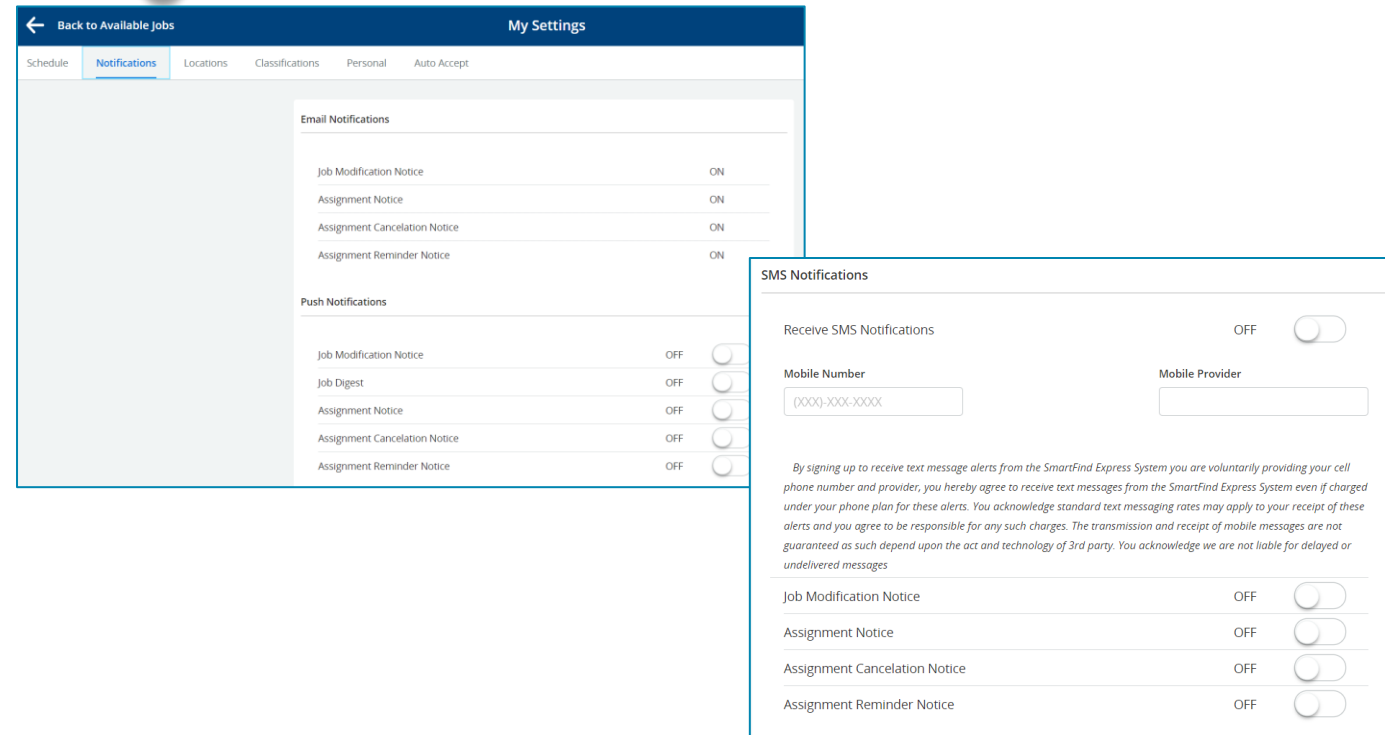 Back to Available Jobs
My Settings
Schedule Notifications Locations Classifications Personal Auto Accept
Email Notifications
Job Modification Notice ON
Assignment Notice ON
Assignment Cancelation Notice ON
Assignment Reminder Notice ON
Push Notifications
Job Modification Notice OFF
Job Digest OFF
Assignment Notice OFF
Assignment Cancelation Notice OFF
Assignment Reminder Notice OFF
SMS Notifications
Receive SMS Notifications OFF
Mobile Number Mobile Provider
(XXX)-XXX-XXXX
By signing up to receive text message alerts from the SmartFind Express System you are voluntarily providing your cell
phone number and provider, you hereby agree to receive text messages from the SmartFind Express System even if charged
under your phone plan for these alerts. You acknowledge standard text messaging rates may apply to your receipt of these
alerts and you agree to be responsible for any such charges. The transmission and receipt of mobile messages are not
guaranteed as such depend upon the act and technology of 3rd party. You acknowledge we are not liable for delayed or
undelivered messages
Job Modification Notice OFF
Assignment Notice OFF
Assignment Cancelation Notice OFF
Assignment Reminder Notice OFF